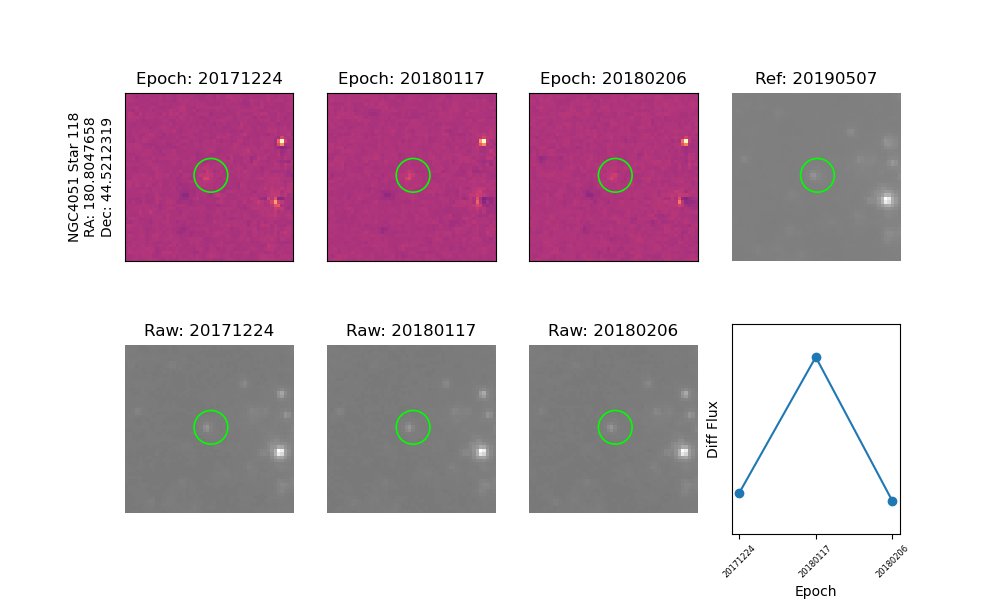 NGC4051 Star 118
RA: 180.8047658
Dec: 44.5212319
Epoch: 20171224
Epoch: 20180117
Epoch: 20180206
Ref: 20190507
Raw: 20171224
Raw: 20180117
Raw: 20180206
Diff Flux
20171224
20180117
20180206
Epoch